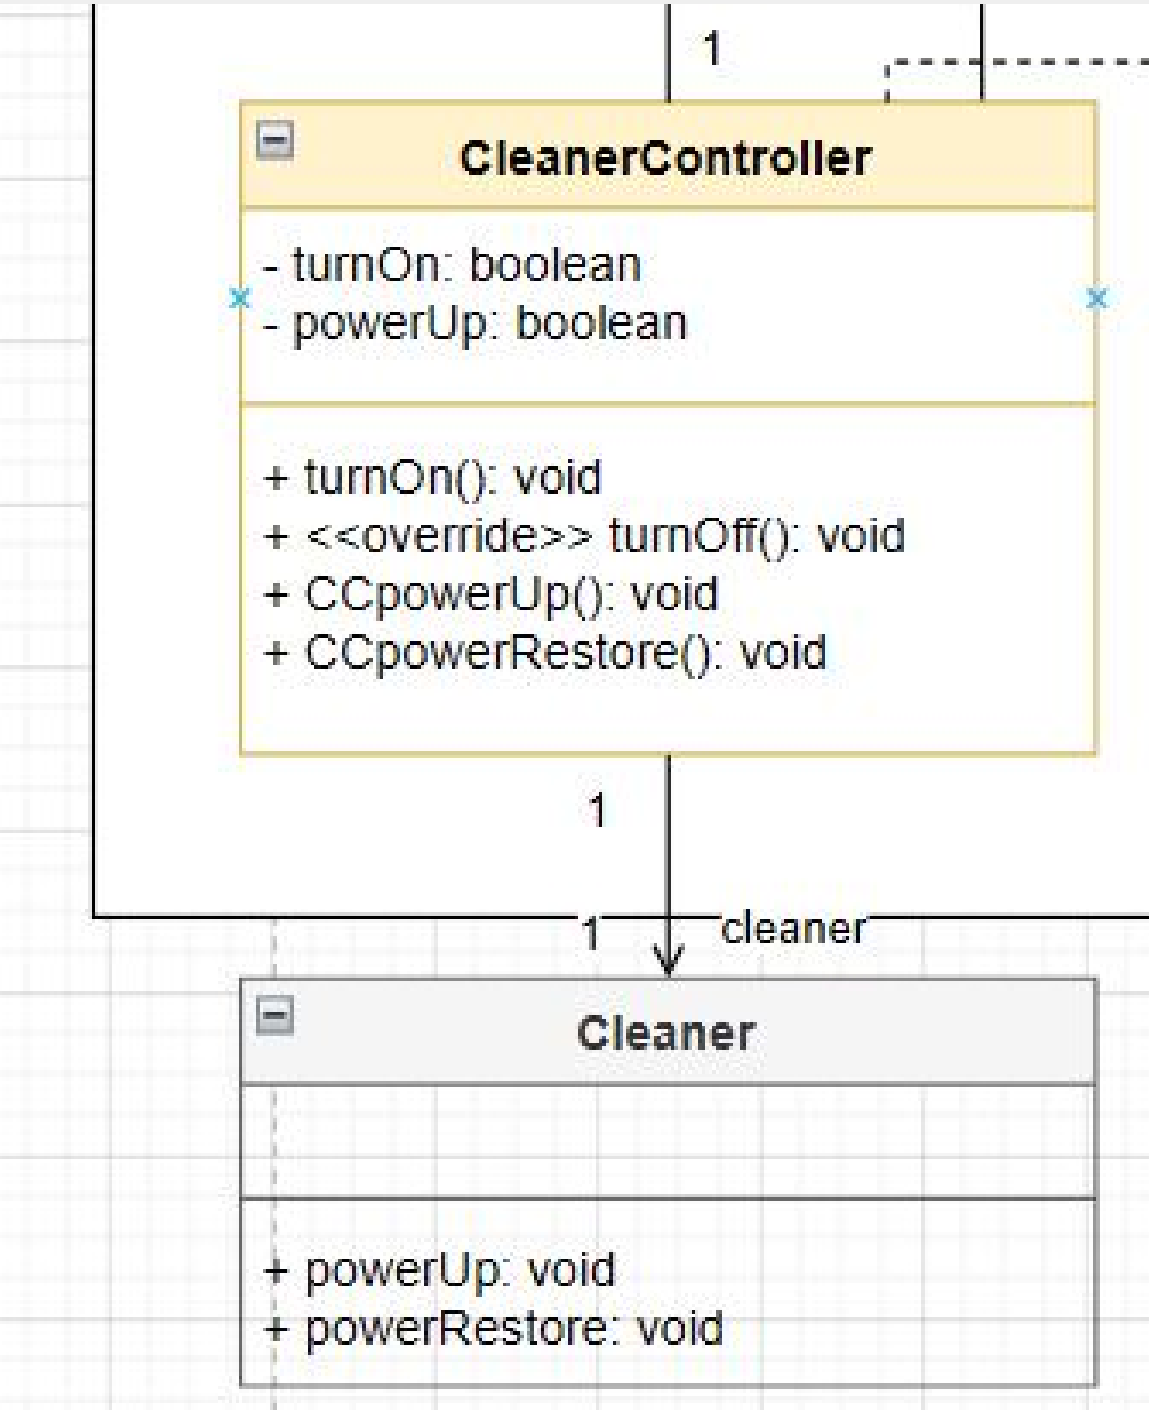 1
CleanerController
- turnOn: boolean
- powerUp: boolean
+ turnOn(): void
+ <<override>> turnOff(): void
+ CCpowerUp(): void
+ CCpowerRestore(): void
1
1 cleaner
Cleaner
+ powerUp: void
+ powerRestore: void